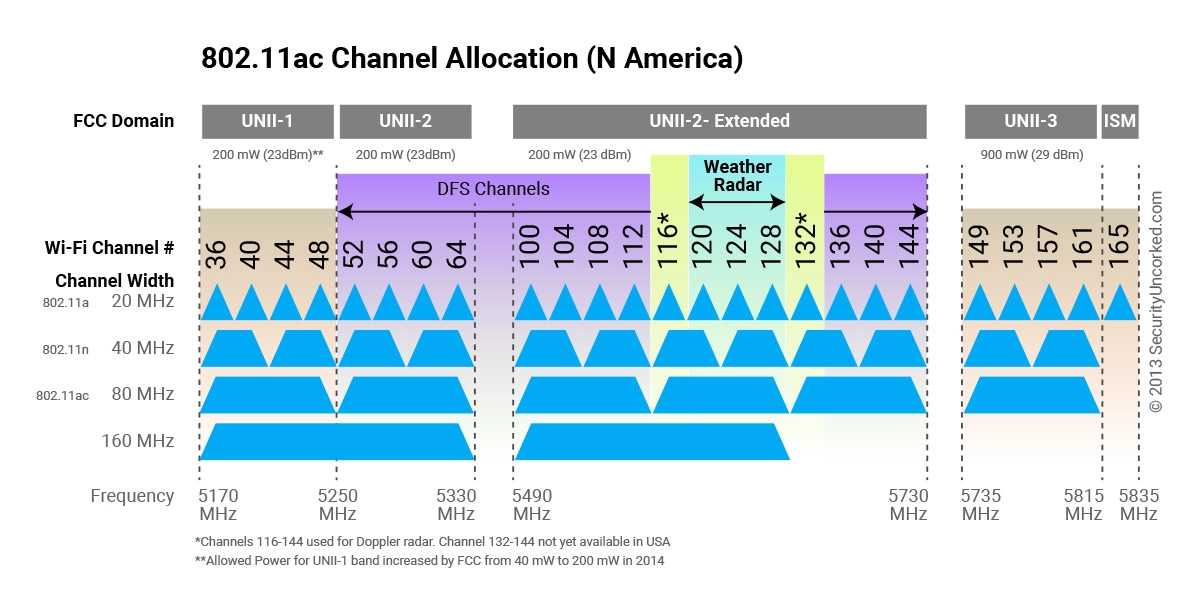 802.11ac Channel Allocation (N America)
FCC Domain
UNII-1
UNII-2
UNII-2- Extended
UNII-3
ISM
200 mW (23dBm)**
200 mW (23dBm)
200 mW (23 dBm)
900 mW (29 dBm)
Weather
Radar
DFS Channels
Wi-Fi Channel #
36 40 44 48 52 56 60 64 100 104 108 112 116* 120 124 128 132* 136 140 144 149 153 157 161 165
Channel Width
802.11a 20 MHz
802.11n 40 MHz
802.11ac 80 MHz
160 MHz
Frequency
5170
MHz
5250
MHz
5330
MHz
5490
MHz
5730
MHz
5735
MHz
5815
MHz
5835
MHz
*Channels 116-144 used for Doppler radar. Channel 132-144 not yet available in USA
**Allowed Power for UNII-1 band increased by FCC from 40 mW to 200 mW in 2014
© 2013 SecurityUncorked.com